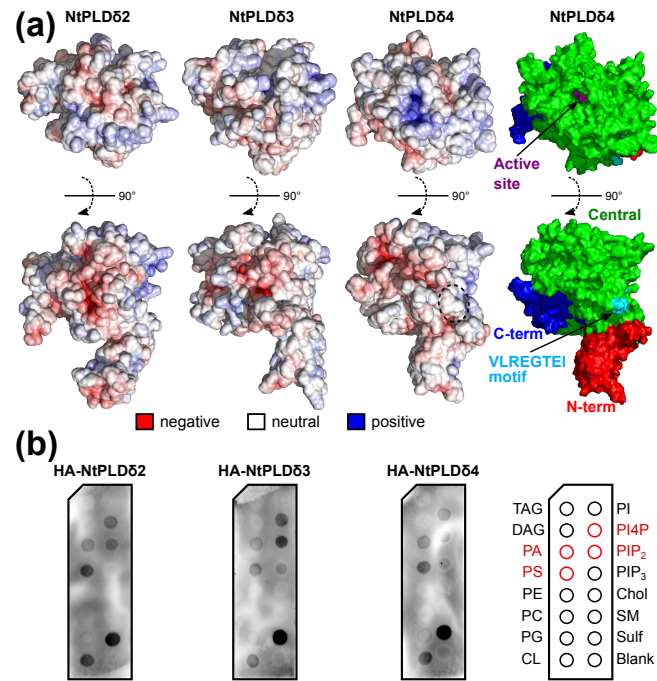 (a)
NtPLDδ2 NtPLDδ3 NtPLDδ4 NtPLDδ4
Active
site
90° 90° 90° 90°
Central
C-term
VLREGTEI
motif
N-term
negative neutral positive
(b)
HA-NtPLDδ2 HA-NtPLDδ3 HA-NtPLDδ4
TAG PI
DAG PI4P
PA PIP2
PS PIP3
PE Chol
PC SM
PG Sulf
CL Blank